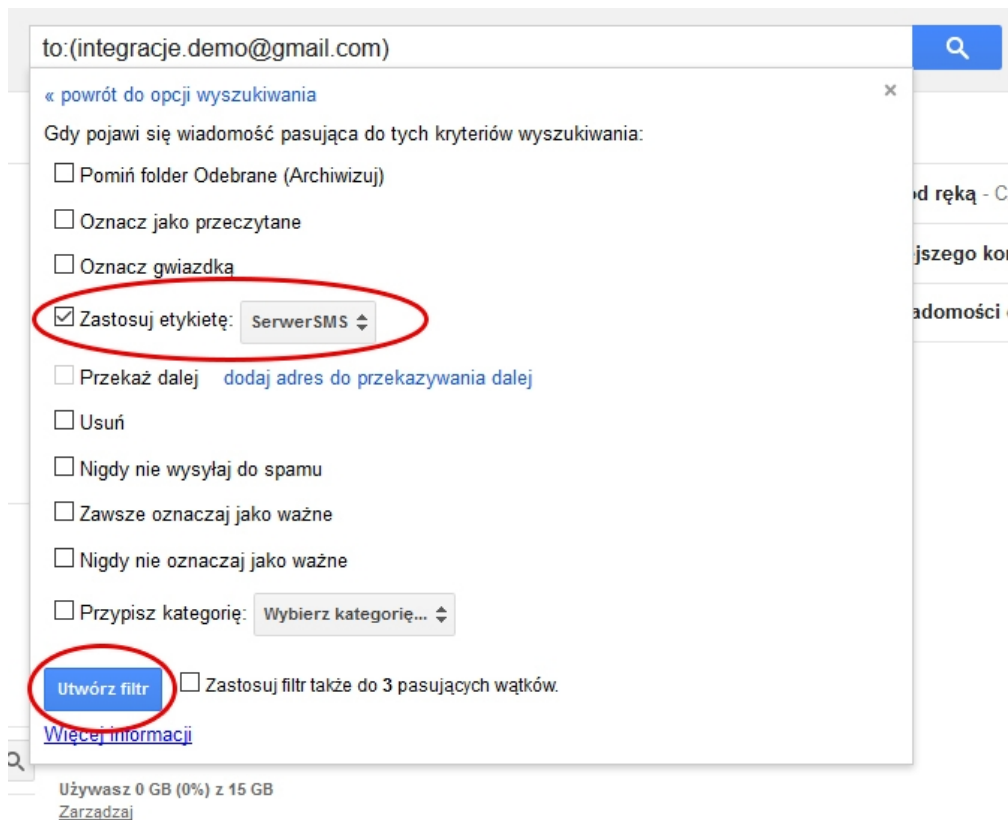 to:(integracje.demo@gmail.com)
« powrót do opcji wyszukiwania ×
Gdy pojawi się wiadomość pasująca do tych kryteriów wyszukiwania:
Pomiń folder Odebrane (Archiwizuj)
od ręką - C
Oznacz jako przeczytane
jszego kor
Oznacz gwiazdką
adomości
Zastosuj etykietę: SerwerSMS
Przekaż dalej dodaj adres do przekazywania dalej
Usuń
Nigdy nie wysyłaj do spamu
Zawsze oznaczaj jako ważne
Nigdy nie oznaczaj jako ważne
Przypisz kategorię: Wybierz kategorię...
Utwórz filtr Zastosuj filtr także do 3 pasujących wątków.
Więcej informacji
Używasz 0 GB (0%) z 15 GB
Zarządzaj